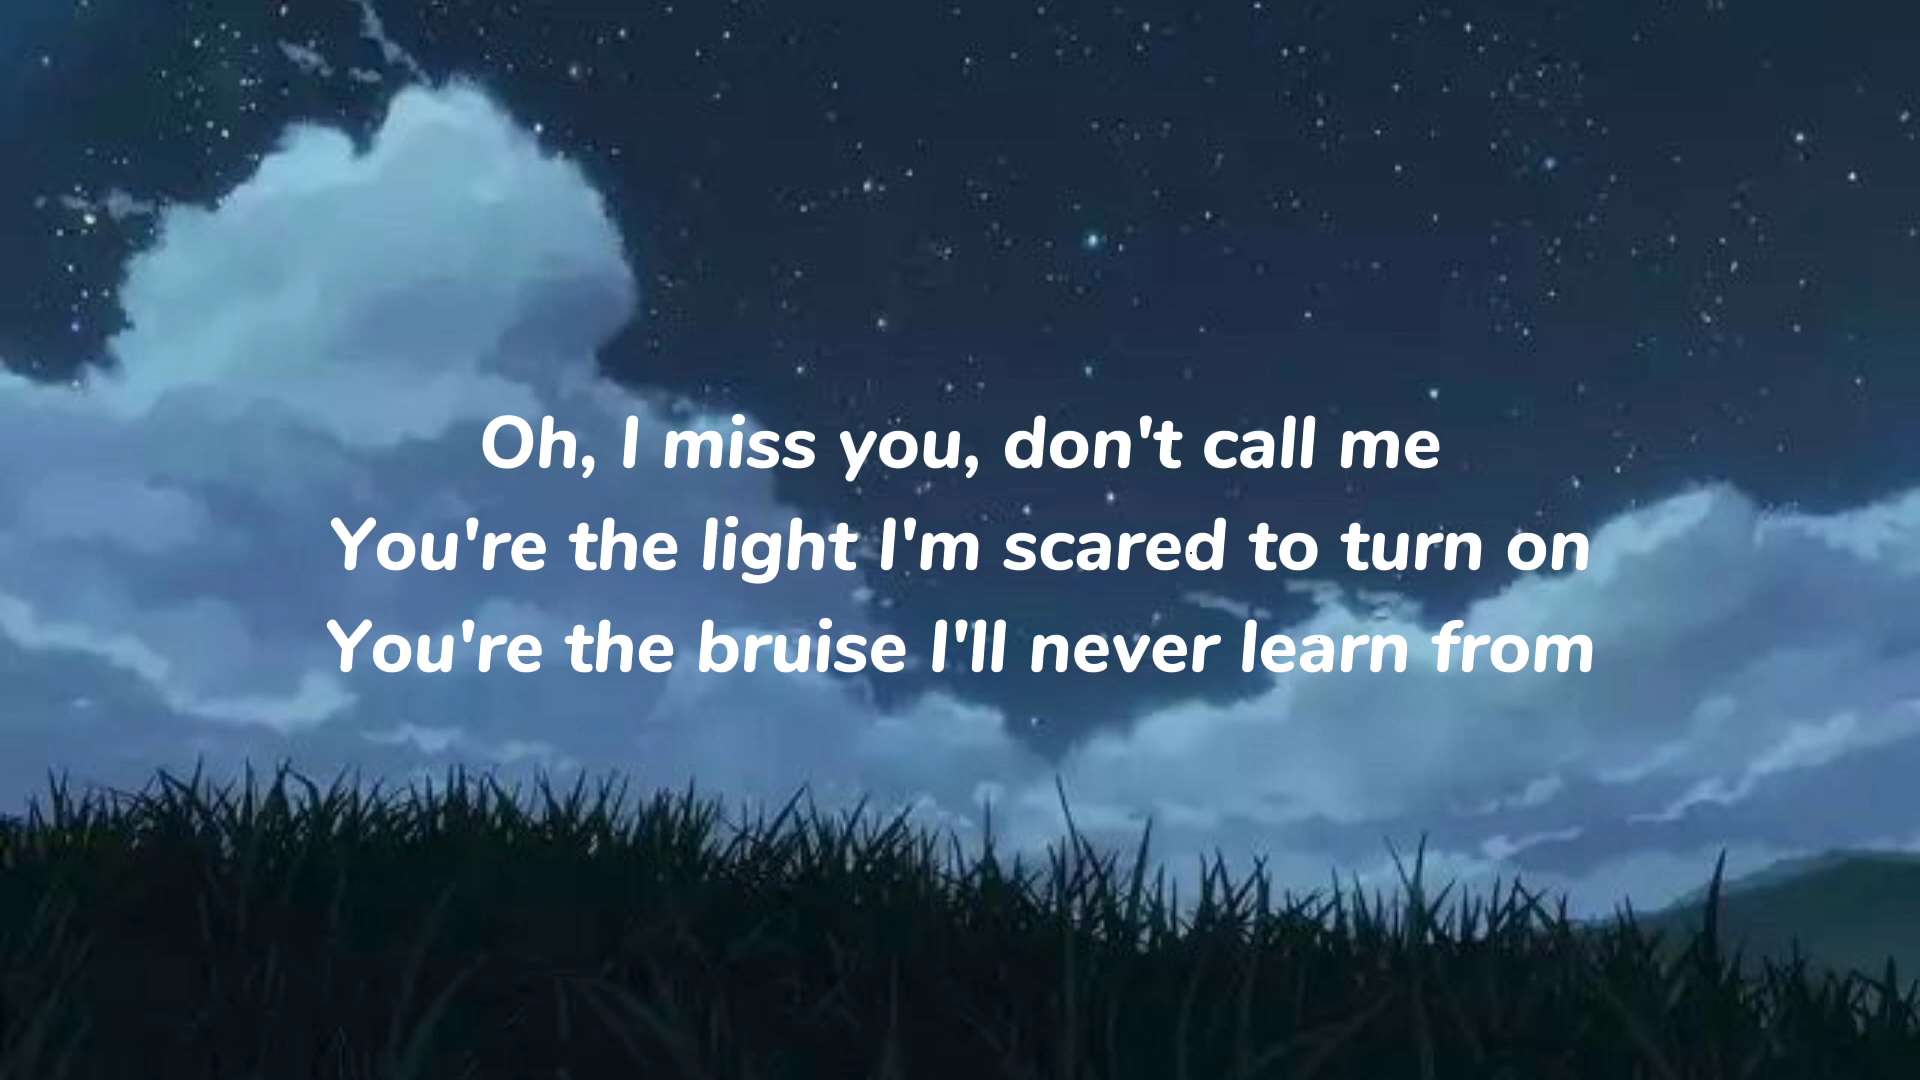 Oh, I miss you, don't call me
You're the light I'm scared to turn on
You're the bruise I'll never learn from